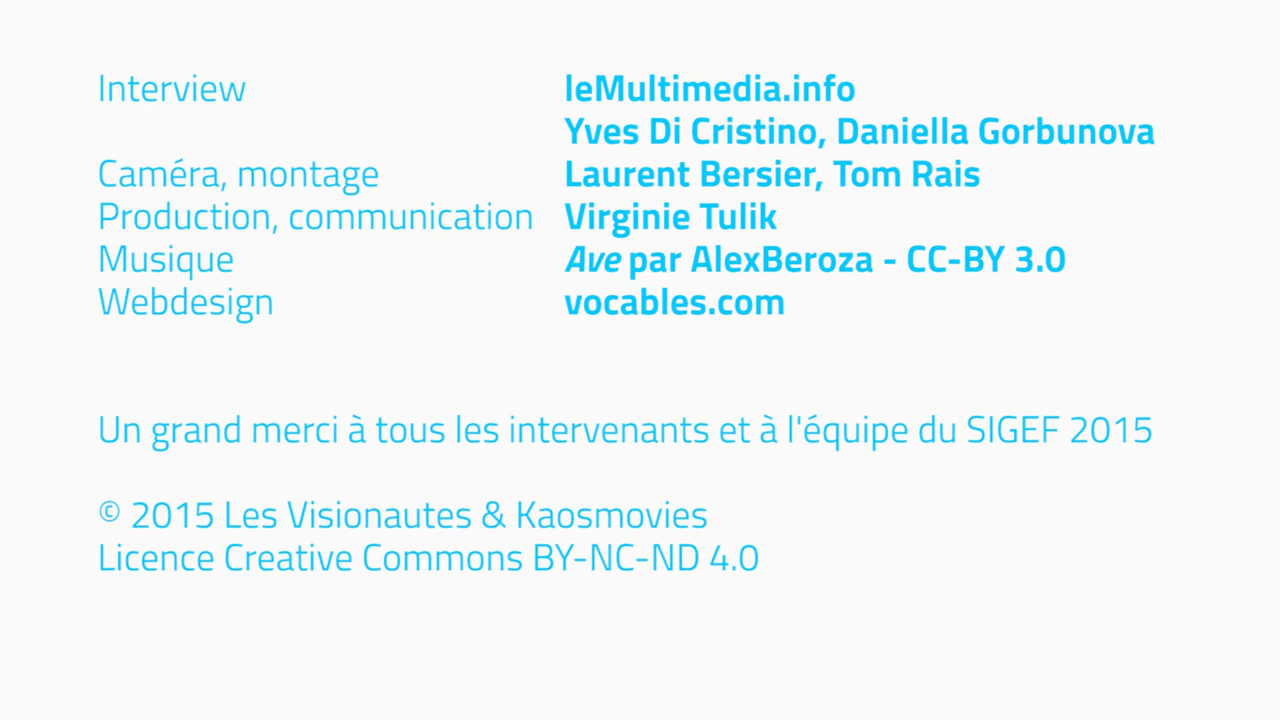 Interview leMultimedia.info
Yves Di Cristino, Daniella Gorbunova
Caméra, montage Laurent Bersier, Tom Rais
Production, communication Virginie Tulik
Musique Ave par AlexBeroza - CC-BY 3.0
Webdesign vocables.com
Un grand merci à tous les intervenants et à l'équipe du SIGEF 2015
© 2015 Les Visionautes & Kaosmovies
Licence Creative Commons BY-NC-ND 4.0